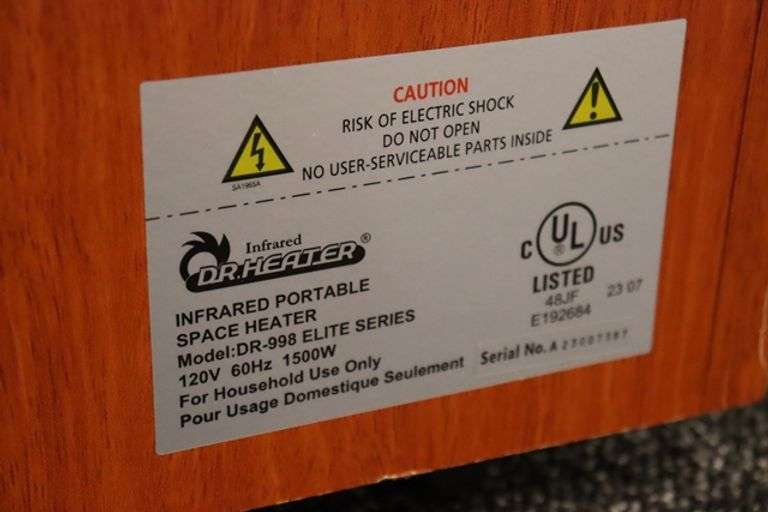 CAUTION
RISK OF ELECTRIC SHOCK
DO NOT OPEN
NO USER-SERVICEABLE PARTS INSIDE
SA1965A
Infrared
DR.HEATER®
INFRARED PORTABLE
SPACE HEATER
Model:DR-998 ELITE SERIES
120V 60Hz 1500W
For Household Use Only
Pour Usage Domestique Seulement
C UL® US
LISTED
48JF 23 07
E192684
Serial No.